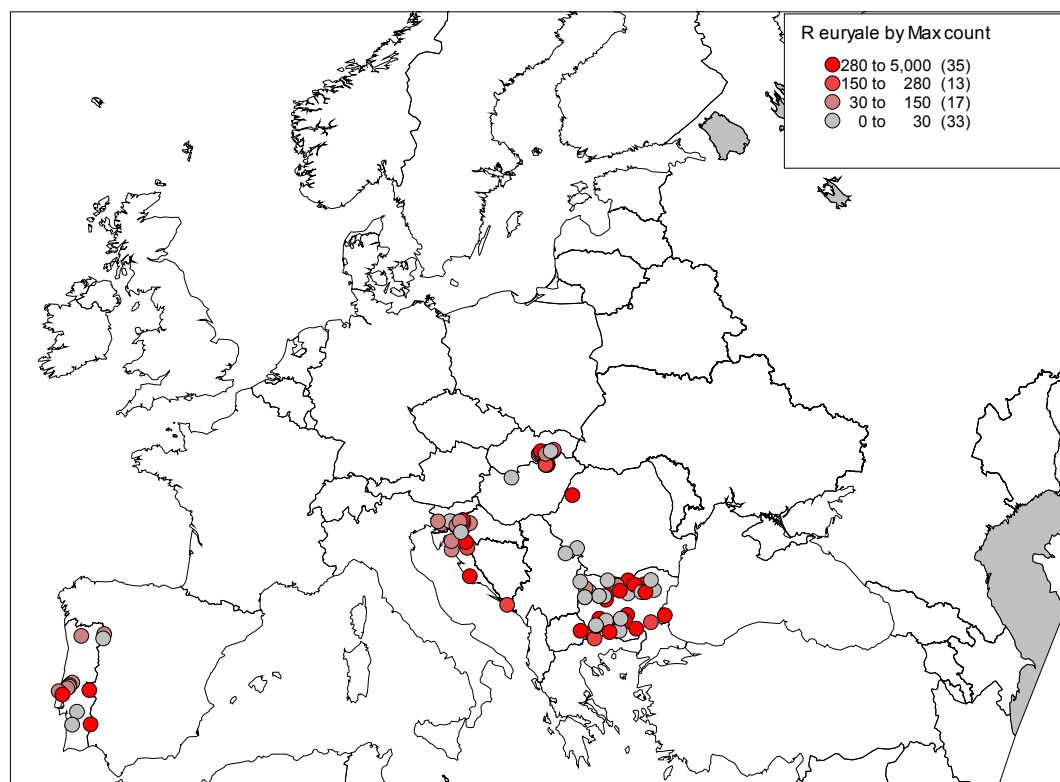 R euryale by Max count
280 to 5,000 (35)
150 to 280 (13)
30 to 150 (17)
0 to 30 (33)